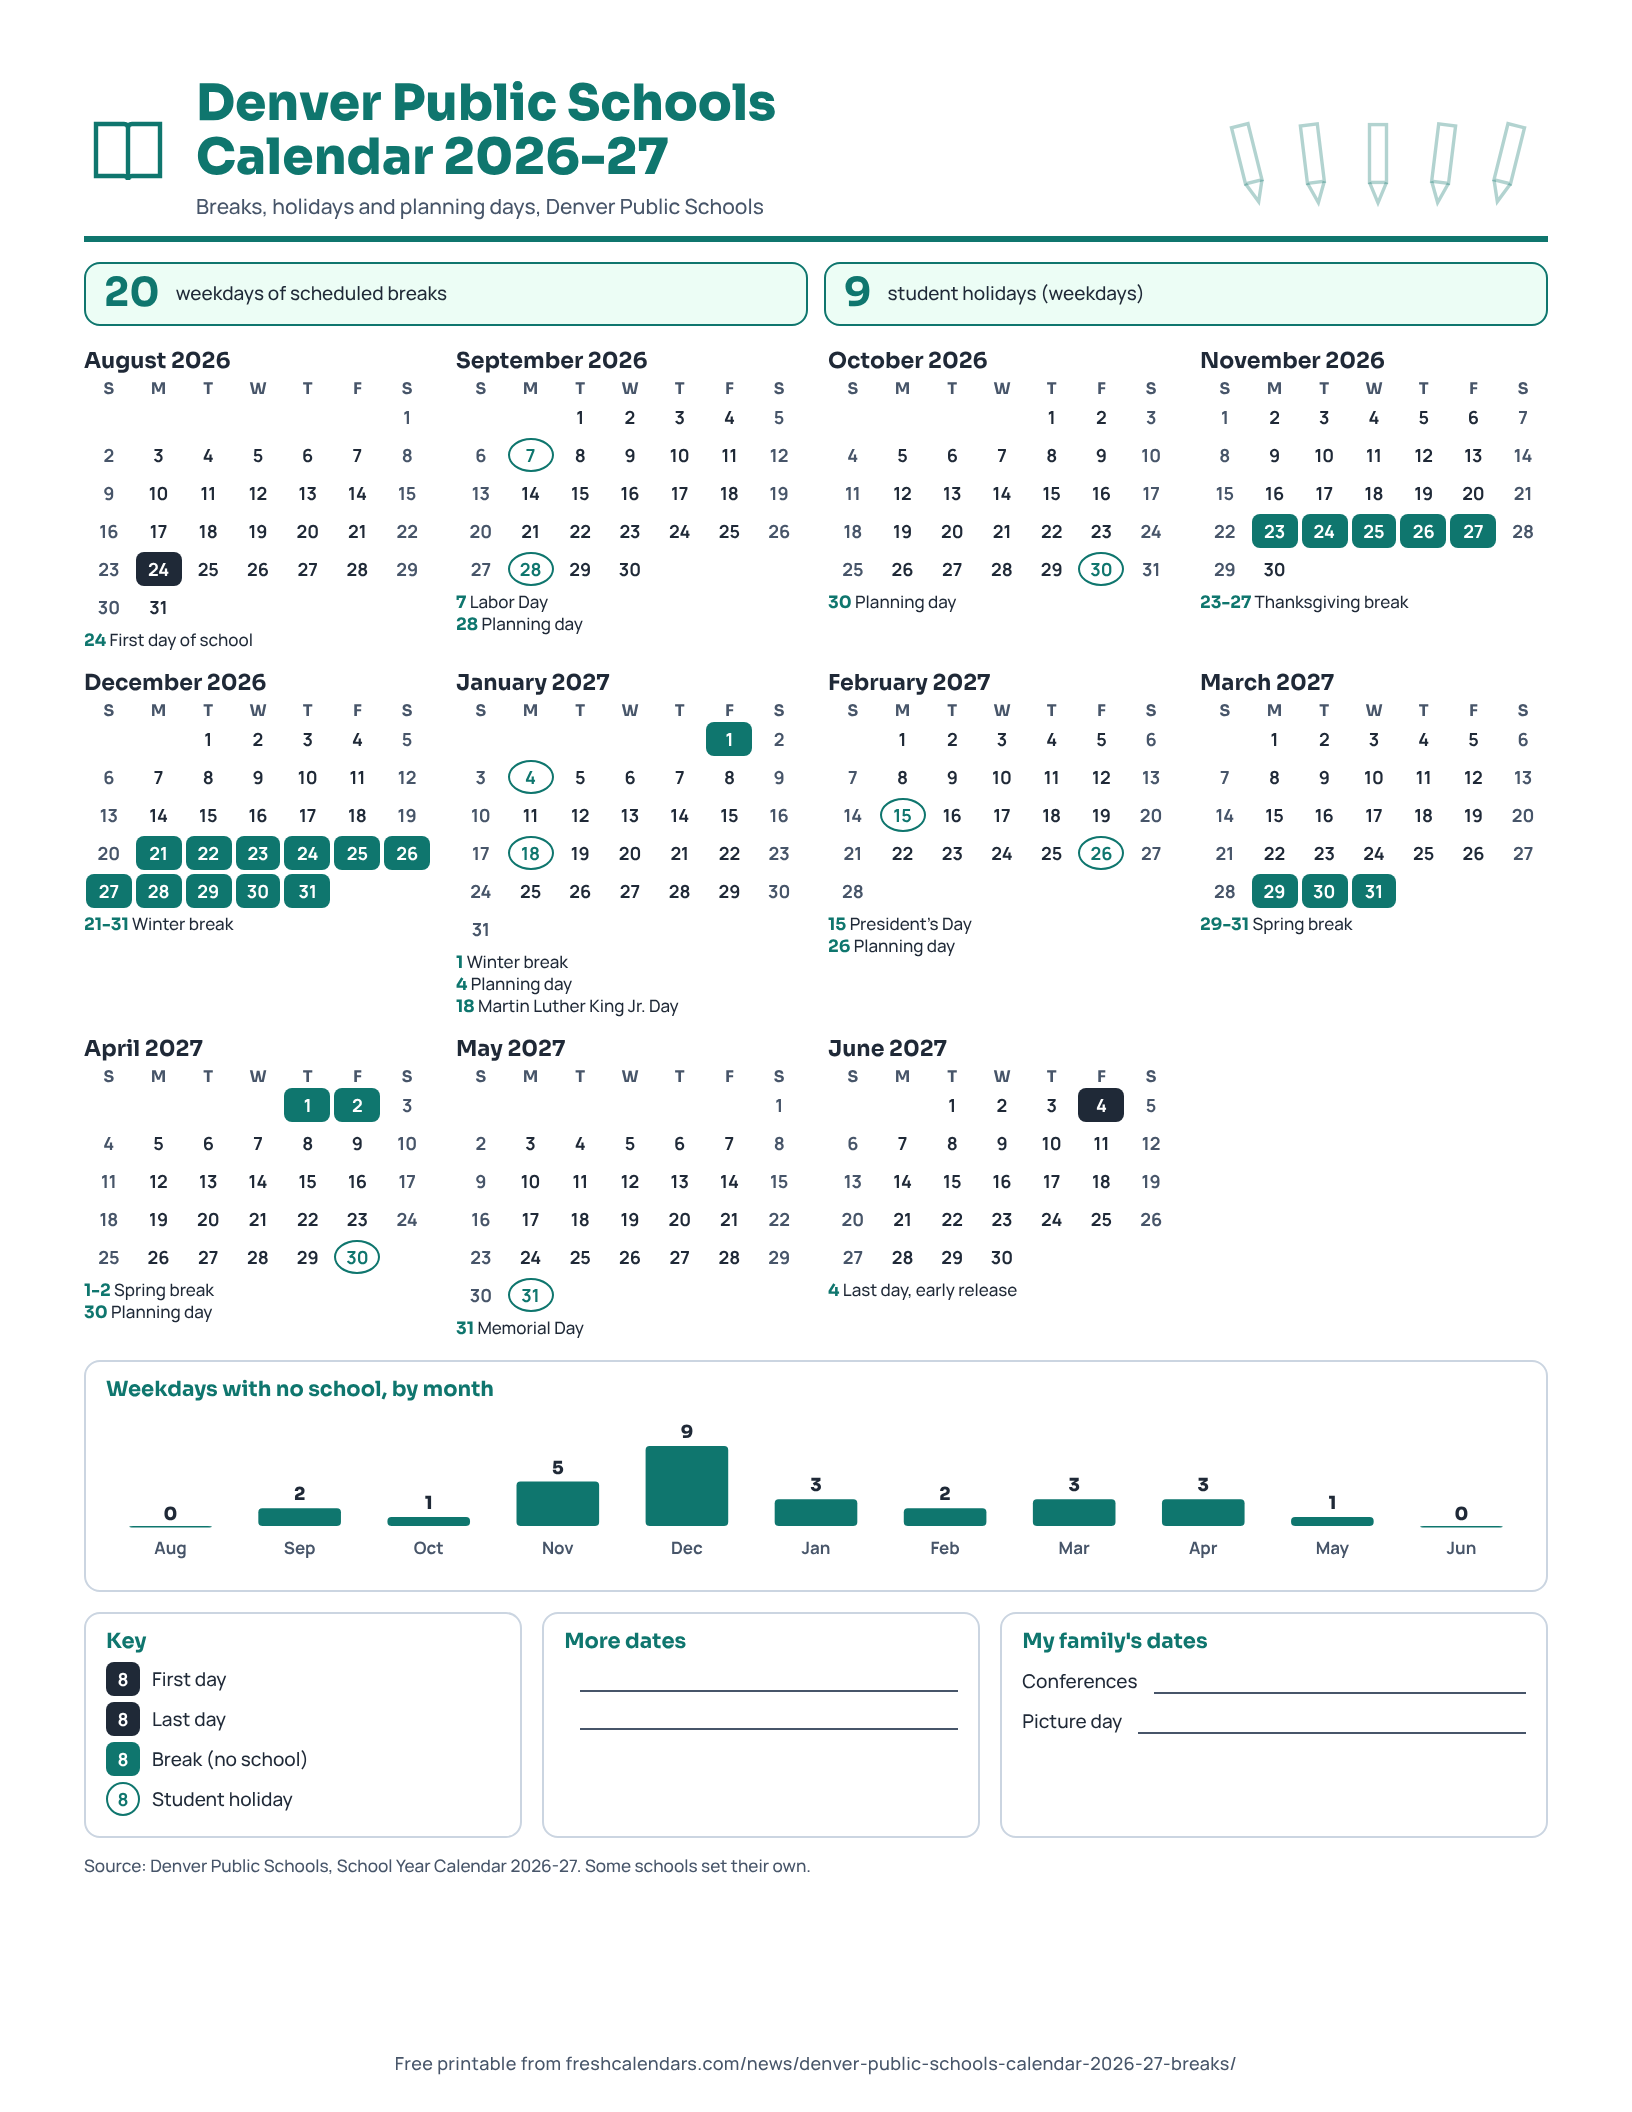 Denver Public Schools
Calendar 2026–27
Breaks, holidays and planning days, Denver Public Schools
20 weekdays of scheduled breaks
9 student holidays (weekdays)
August 2026
S M T W T F S
1
2 3 4 5 6 7 8
9 10 11 12 13 14 15
16 17 18 19 20 21 22
23 24 25 26 27 28 29
30 31
24 First day of school
September 2026
S M T W T F S
1 2 3 4 5
6 7 8 9 10 11 12
13 14 15 16 17 18 19
20 21 22 23 24 25 26
27 28 29 30
7 Labor Day
28 Planning day
October 2026
S M T W T F S
1 2 3
4 5 6 7 8 9 10
11 12 13 14 15 16 17
18 19 20 21 22 23 24
25 26 27 28 29 30 31
30 Planning day
November 2026
S M T W T F S
1 2 3 4 5 6 7
8 9 10 11 12 13 14
15 16 17 18 19 20 21
22 23 24 25 26 27 28
29 30
23–27 Thanksgiving break
December 2026
S M T W T F S
1 2 3 4 5
6 7 8 9 10 11 12
13 14 15 16 17 18 19
20 21 22 23 24 25 26
27 28 29 30 31
21–31 Winter break
January 2027
S M T W T F S
1 2
3 4 5 6 7 8 9
10 11 12 13 14 15 16
17 18 19 20 21 22 23
24 25 26 27 28 29 30
31
1 Winter break
4 Planning day
18 Martin Luther King Jr. Day
February 2027
S M T W T F S
1 2 3 4 5 6
7 8 9 10 11 12 13
14 15 16 17 18 19 20
21 22 23 24 25 26 27
28
15 President's Day
26 Planning day
March 2027
S M T W T F S
1 2 3 4 5 6
7 8 9 10 11 12 13
14 15 16 17 18 19 20
21 22 23 24 25 26 27
28 29 30 31
29–31 Spring break
April 2027
S M T W T F S
1 2 3
4 5 6 7 8 9 10
11 12 13 14 15 16 17
18 19 20 21 22 23 24
25 26 27 28 29 30
1–2 Spring break
30 Planning day
May 2027
S M T W T F S
1
2 3 4 5 6 7 8
9 10 11 12 13 14 15
16 17 18 19 20 21 22
23 24 25 26 27 28 29
30 31
31 Memorial Day
June 2027
S M T W T F S
1 2 3 4 5
6 7 8 9 10 11 12
13 14 15 16 17 18 19
20 21 22 23 24 25 26
27 28 29 30
4 Last day, early release
Weekdays with no school, by month
0 2 1 5 9 3 2 3 3 1 0
Aug Sep Oct Nov Dec Jan Feb Mar Apr May Jun
Key
8 First day
8 Last day
8 Break (no school)
8 Student holiday
More dates
My family's dates
Conferences
Picture day
Source: Denver Public Schools, School Year Calendar 2026-27. Some schools set their own.
Free printable from freshcalendars.com/news/denver-public-schools-calendar-2026-27-breaks/